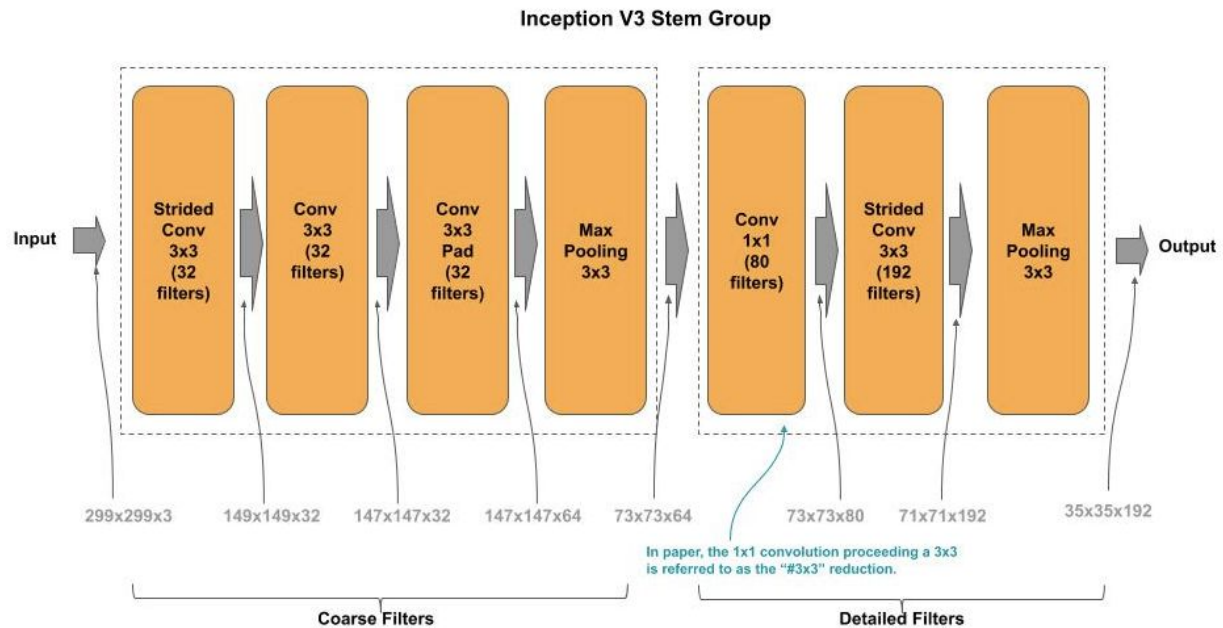 Inception V3 Stem Group
Input
Strided
Conv
3x3
(32
filters)
Conv
3x3
(32
filters)
Conv
3x3
Pad
(32
filters)
Max
Pooling
3x3
Conv
1x1
(80
filters)
Strided
Conv
3x3
(192
filters)
Max
Pooling
3x3
Output
299x299x3
149x149x32
147x147x32
147x147x64
73x73x64
73x73x80
71x71x192
35x35x192
In paper, the 1x1 convolution proceeding a 3x3
is referred to as the “#3x3” reduction.
Coarse Filters
Detailed Filters